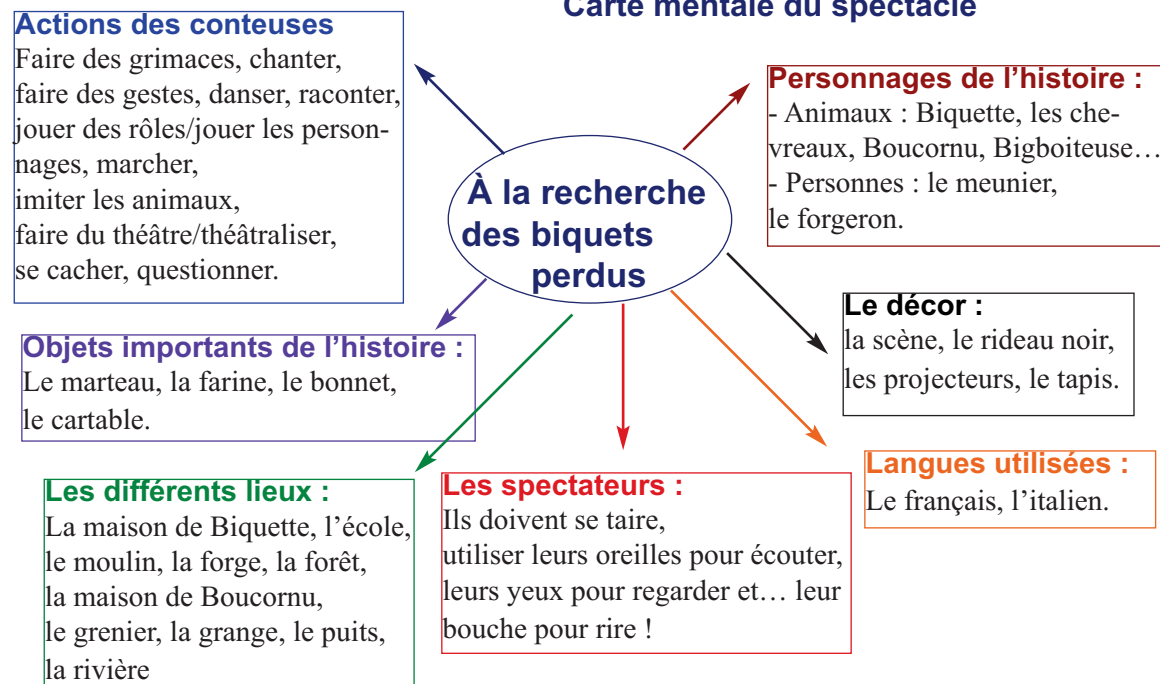 Carte mentale du spectacle
Actions des conteuses
Faire des grimaces, chanter,
faire des gestes, danser, raconter,
jouer des rôles/jouer les person-
nages, marcher,
imiter les animaux,
faire du théâtre/théâtraliser,
se cacher, questionner.
Personnages de l’histoire :
- Animaux : Biquette, les che-
vreaux, Boucornu, Bigboiteuse…
- Personnes : le meunier,
le forgeron.
À la recherche
des biquets
perdus
Le décor :
la scène, le rideau noir,
les projecteurs, le tapis.
Objets importants de l’histoire :
Le marteau, la farine, le bonnet,
le cartable.
Langues utilisées :
Le français, l’italien.
Les différents lieux :
La maison de Biquette, l’école,
le moulin, la forge, la forêt,
la maison de Boucornu,
le grenier, la grange, le puits,
la rivière
Les spectateurs :
Ils doivent se taire,
utiliser leurs oreilles pour écouter,
leurs yeux pour regarder et… leur
bouche pour rire !